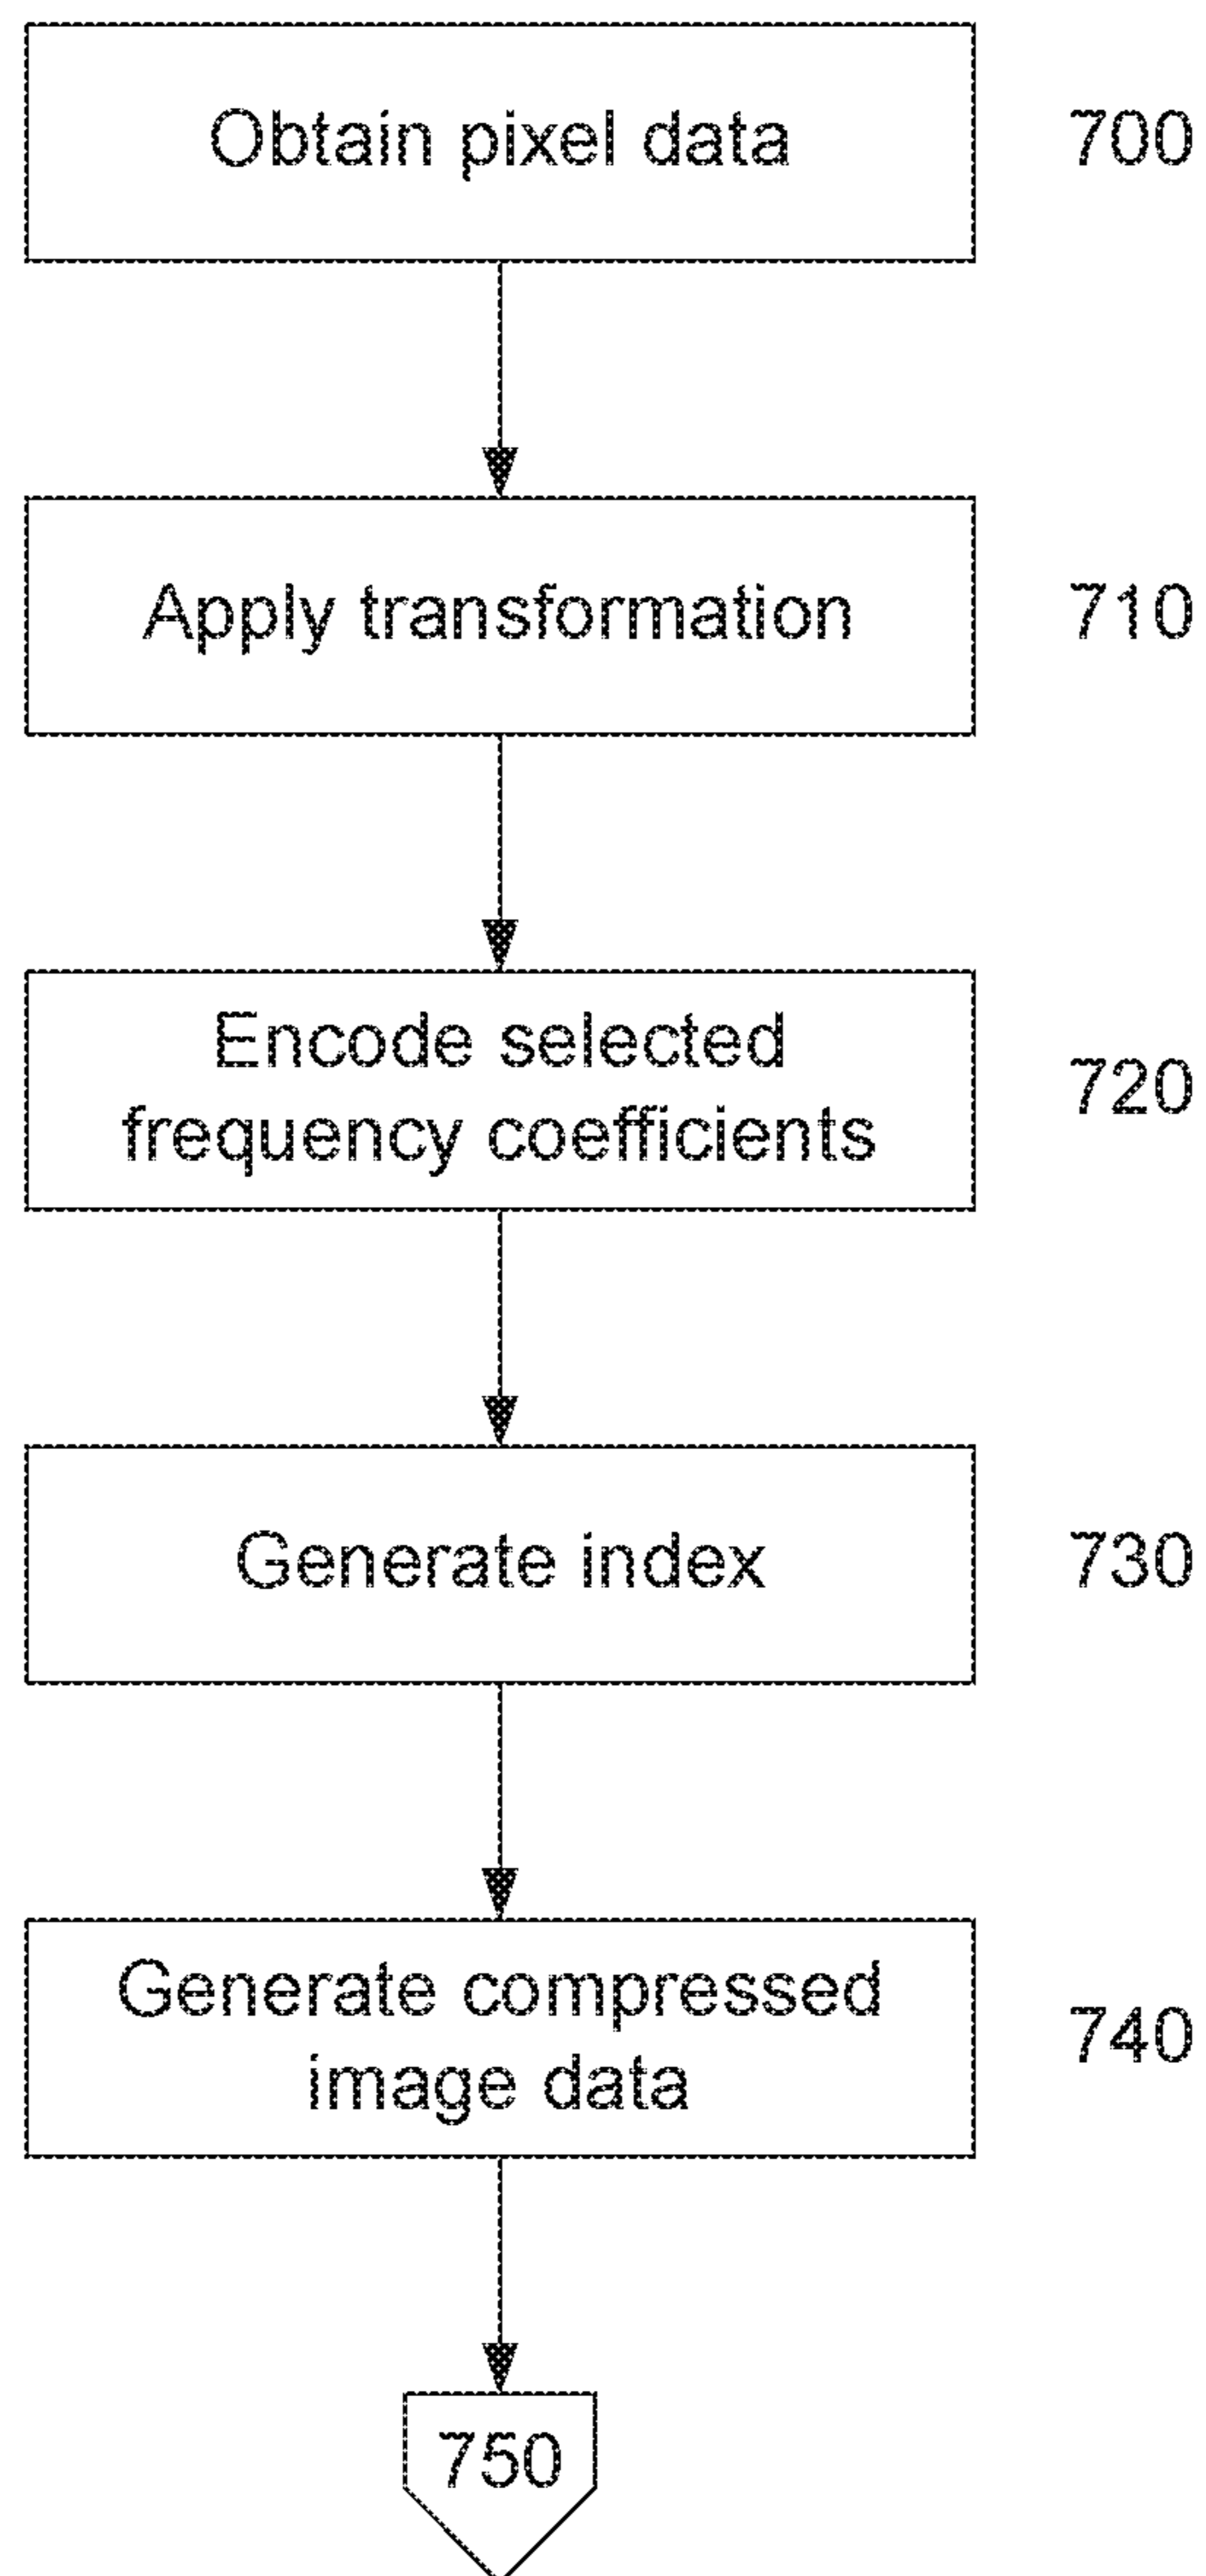 Obtain pixel data
700
Apply transformation
710
Encode selected
frequency coefficients
720
Generate index
730
Generate compressed
image data
740
750